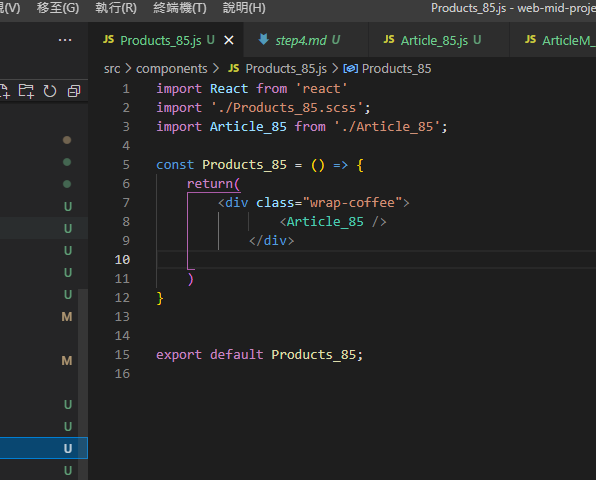 視(V) 移至(G) 執行(R) 終端機(T) 說明(H) Products_85.js - web-mid-proje
··· JS Products_85.js U × step4.md U JS Article_85.js U JS ArticleM_
src > components > JS Products_85.js > Products_85
1 import React from 'react'
2 import './Products_85.scss';
3 import Article_85 from './Article_85';
4
5 const Products_85 = () => {
6 return(
7 <div class="wrap-coffee">
8 <Article_85 />
9 </div>
10
11 )
12 }
13
14
15 export default Products_85;
16
U
U
U
U
U
M
M
U
U
U
U